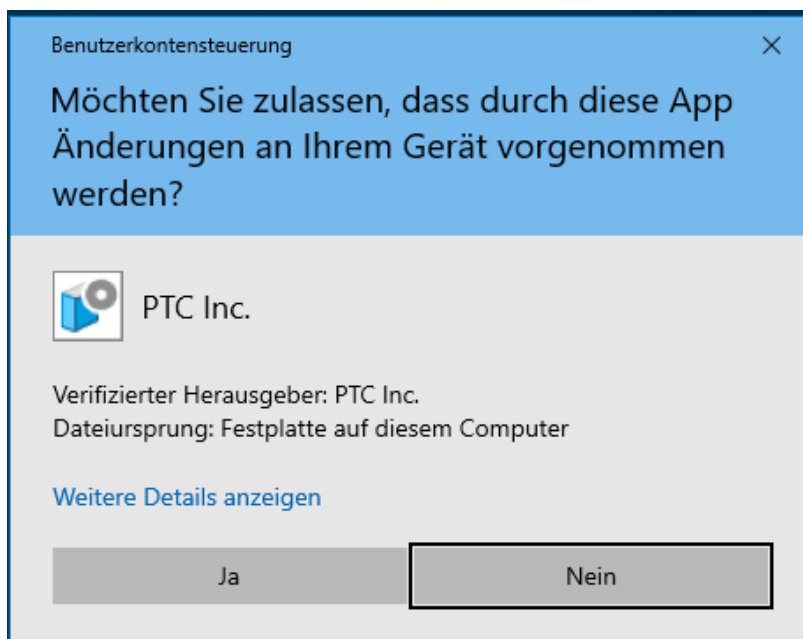 Benutzerkontensteuerung
Möchten Sie zulassen, dass durch diese App
Änderungen an Ihrem Gerät vorgenommen
werden?
PTC Inc.
Verifizierter Herausgeber: PTC Inc.
Dateiursprung: Festplatte auf diesem Computer
Weitere Details anzeigen
Ja
Nein